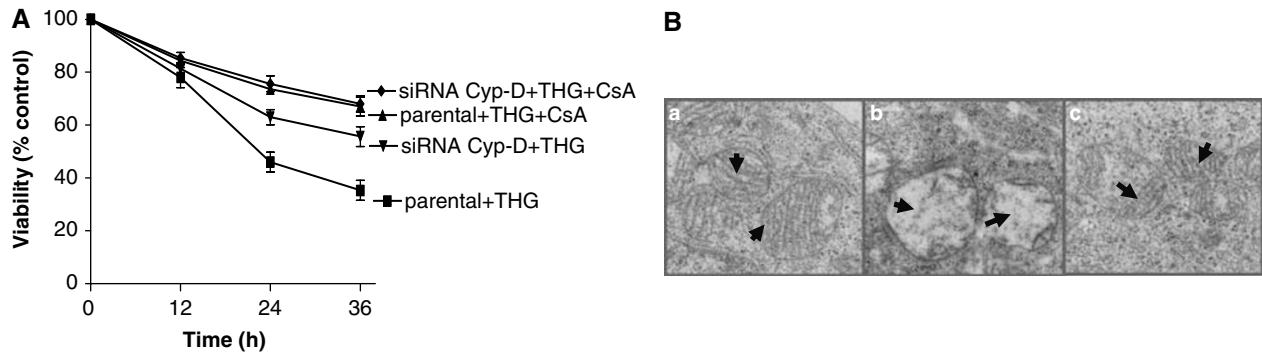 A
Viability (% control)
100
80
60
40
20
0
0 12 24 36
Time (h)
siRNA Cyp-D+THG+CsA
parental+THG+CsA
siRNA Cyp-D+THG
parental+THG
B
a b c